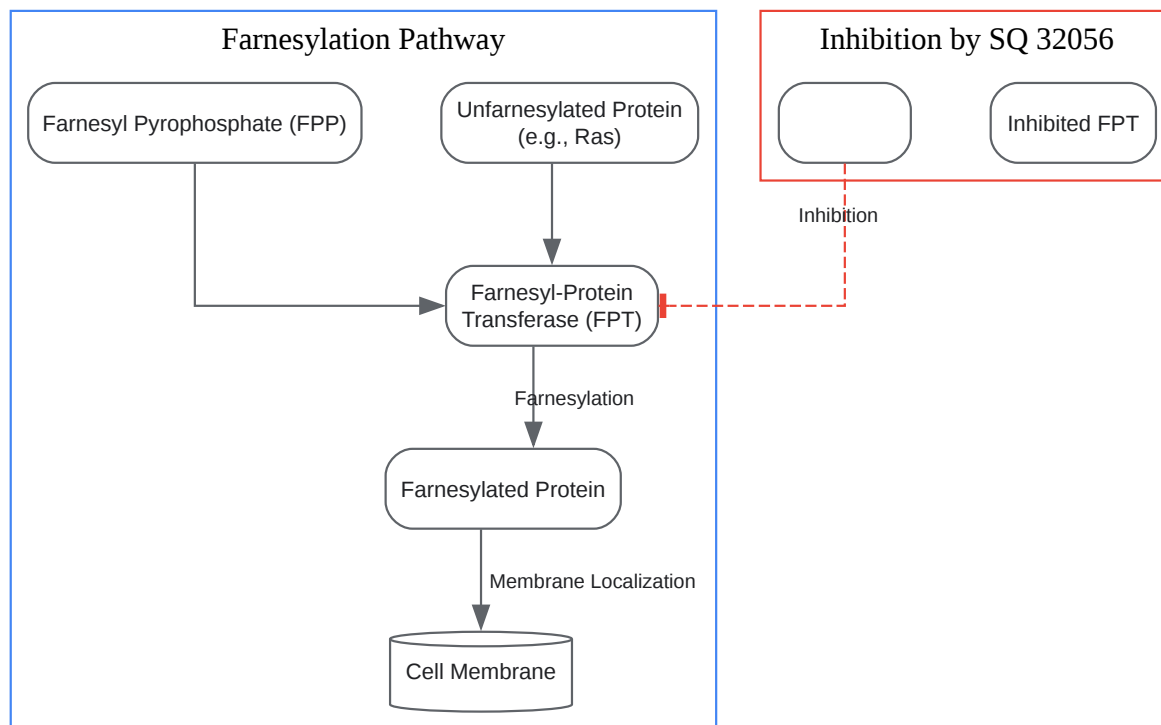 Farnesylation Pathway
Farnesyl Pyrophosphate (FPP)
Unfarnesylated Protein
(e.g., Ras)
Farnesyl-Protein
Transferase (FPT)
Farnesylation
Farnesylated Protein
Membrane Localization
Cell Membrane
Inhibition by SQ 32056
Inhibited FPT
Inhibition